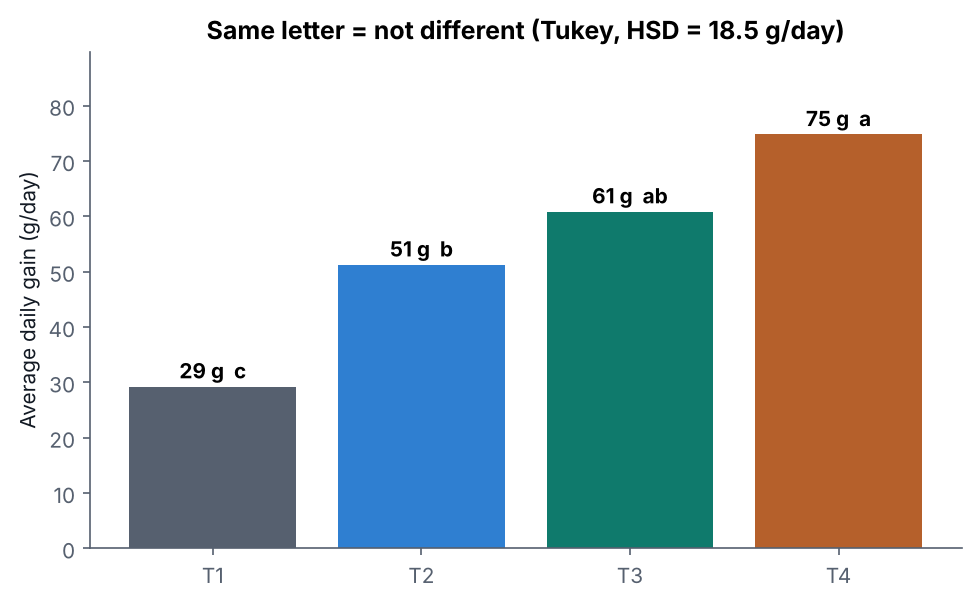 Same letter = not different (Tukey, HSD = 18.5 g/day)
Average daily gain (g/day)
80
70
60
50
40
30
20
10
0
29 g c
51 g b
61 g ab
75 g a
T1
T2
T3
T4